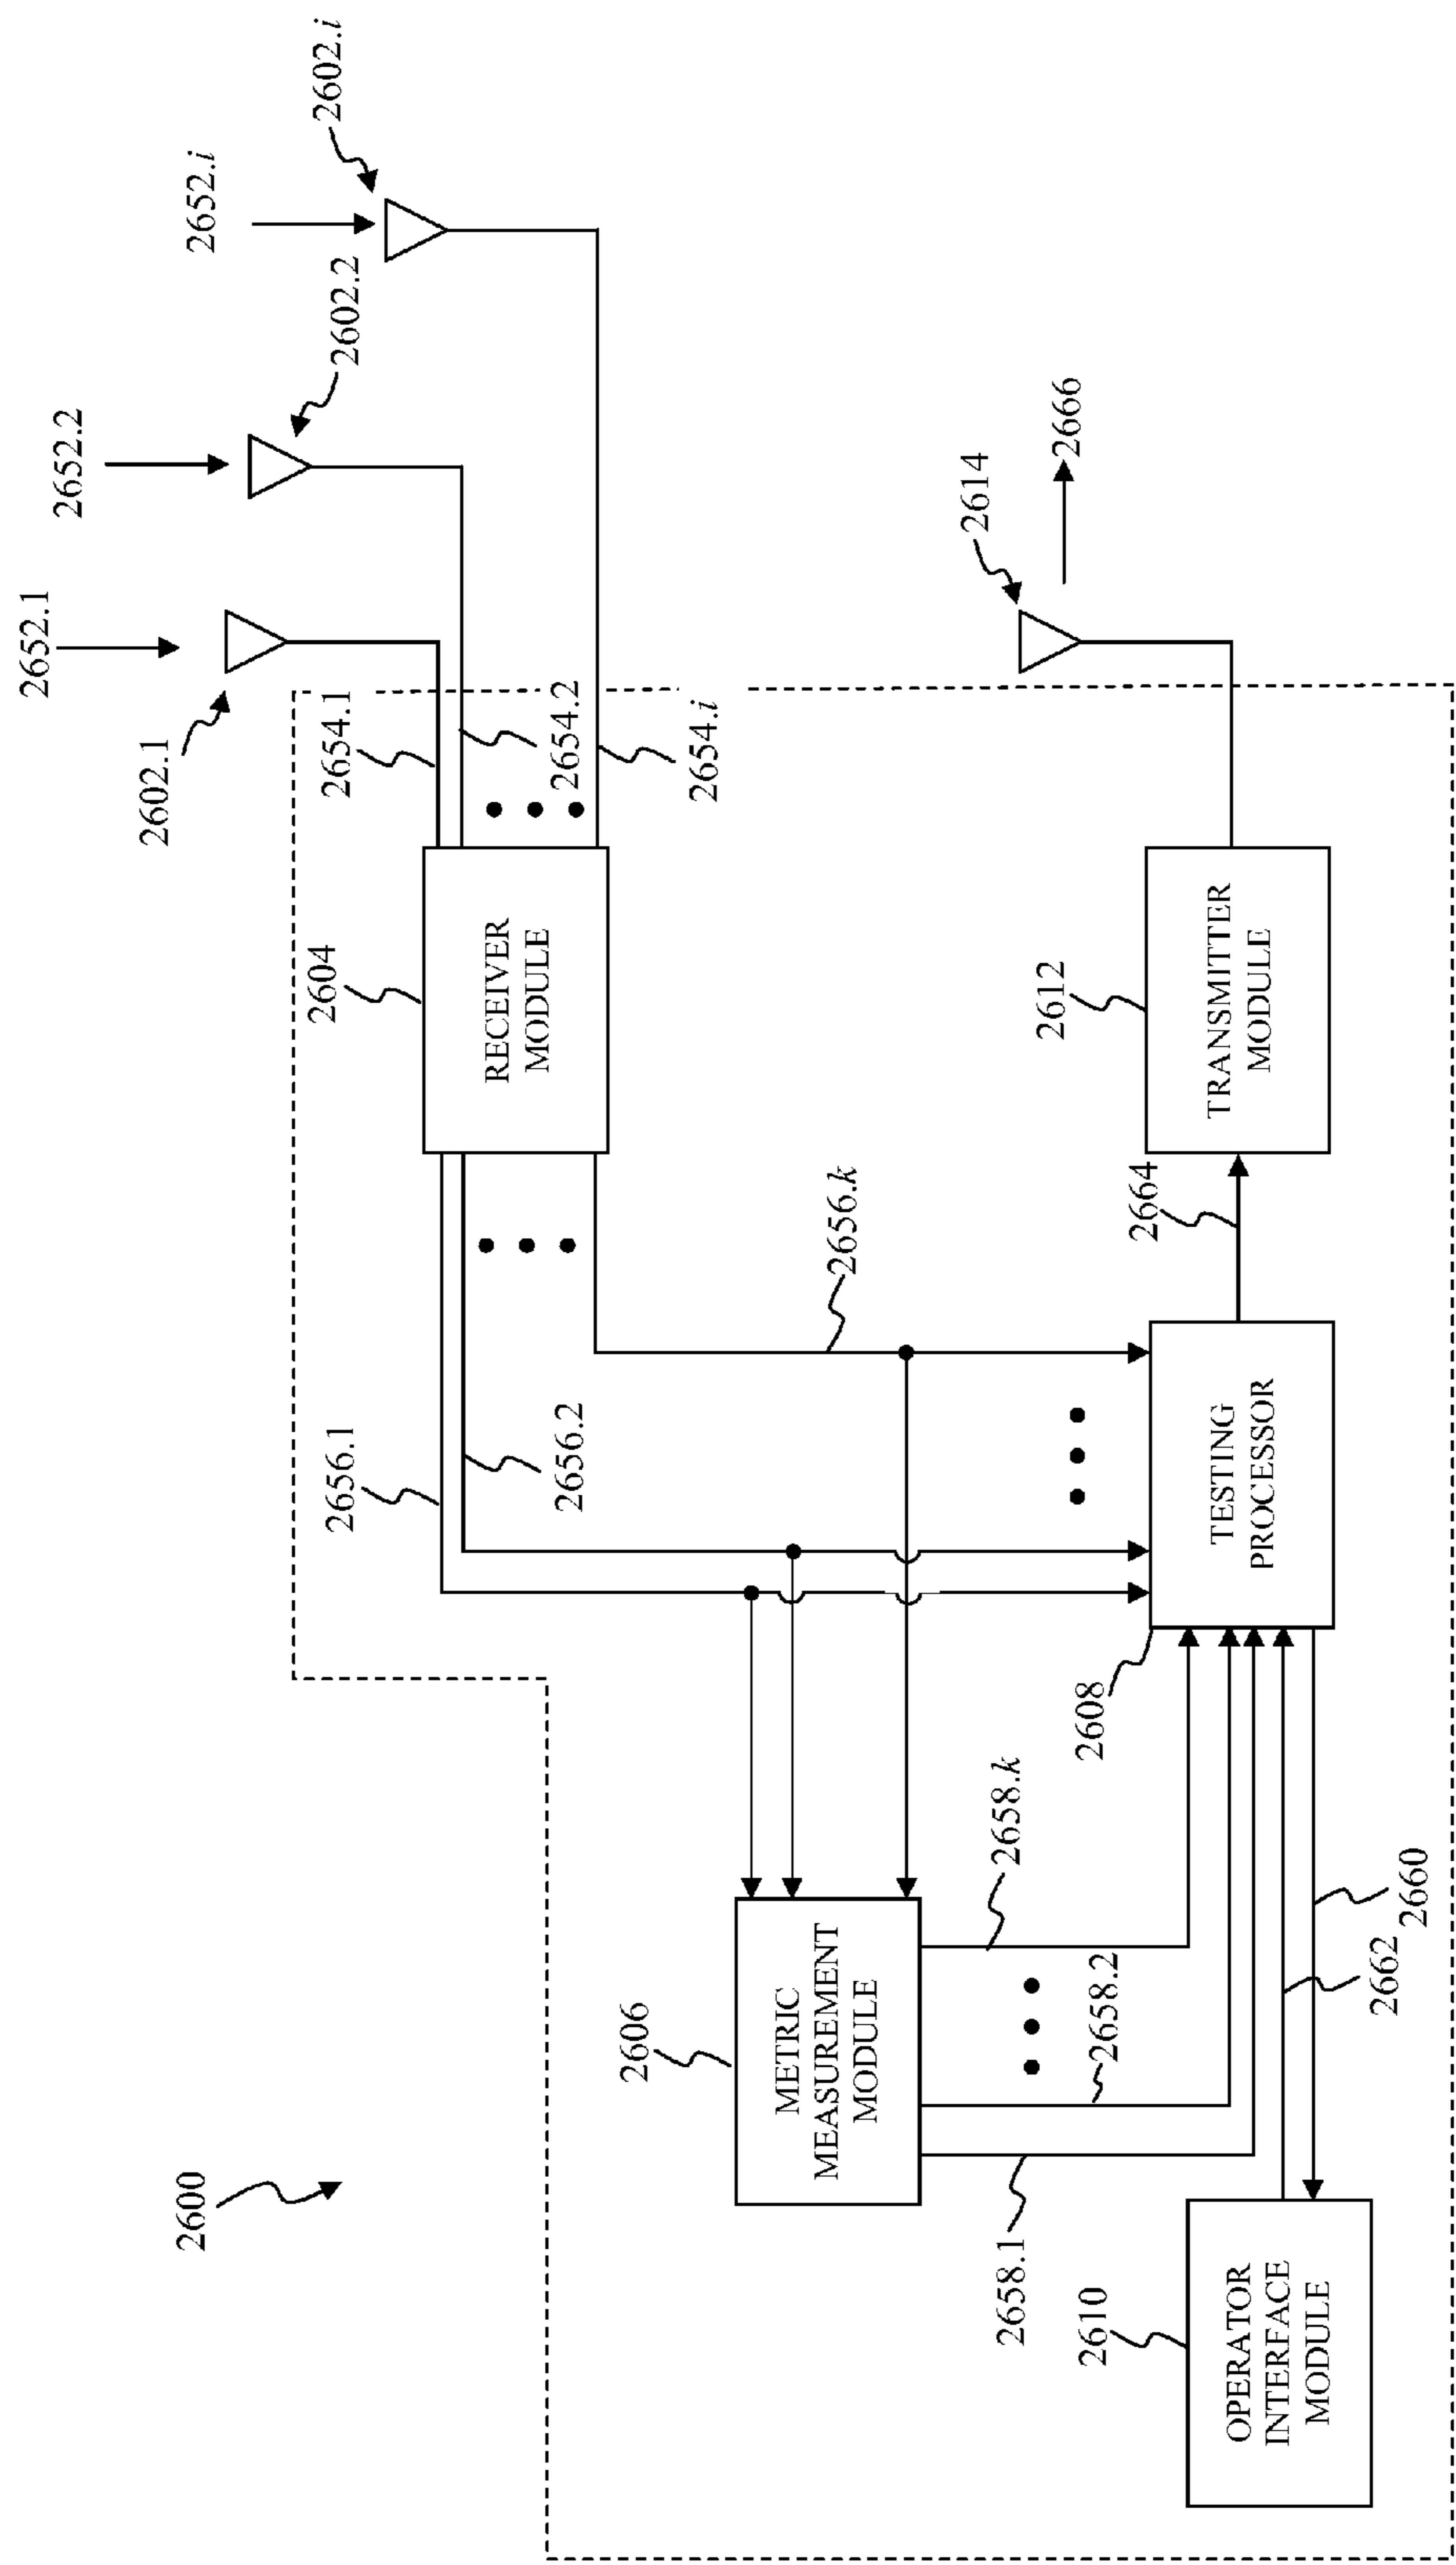 2600
2652.1
2652.2
2652.i
2602.1
2602.2
2602.i
2654.1
2654.2
2654.i
2604
RECEIVER
MODULE
2656.1
2656.2
2656.k
2606
METRIC
MEASUREMENT
MODULE
2658.1
2658.2
2658.k
2608
TESTING
PROCESSOR
2664
2612
TRANSMITTER
MODULE
2614
2666
2610
OPERATOR
INTERFACE
MODULE
2662
2660